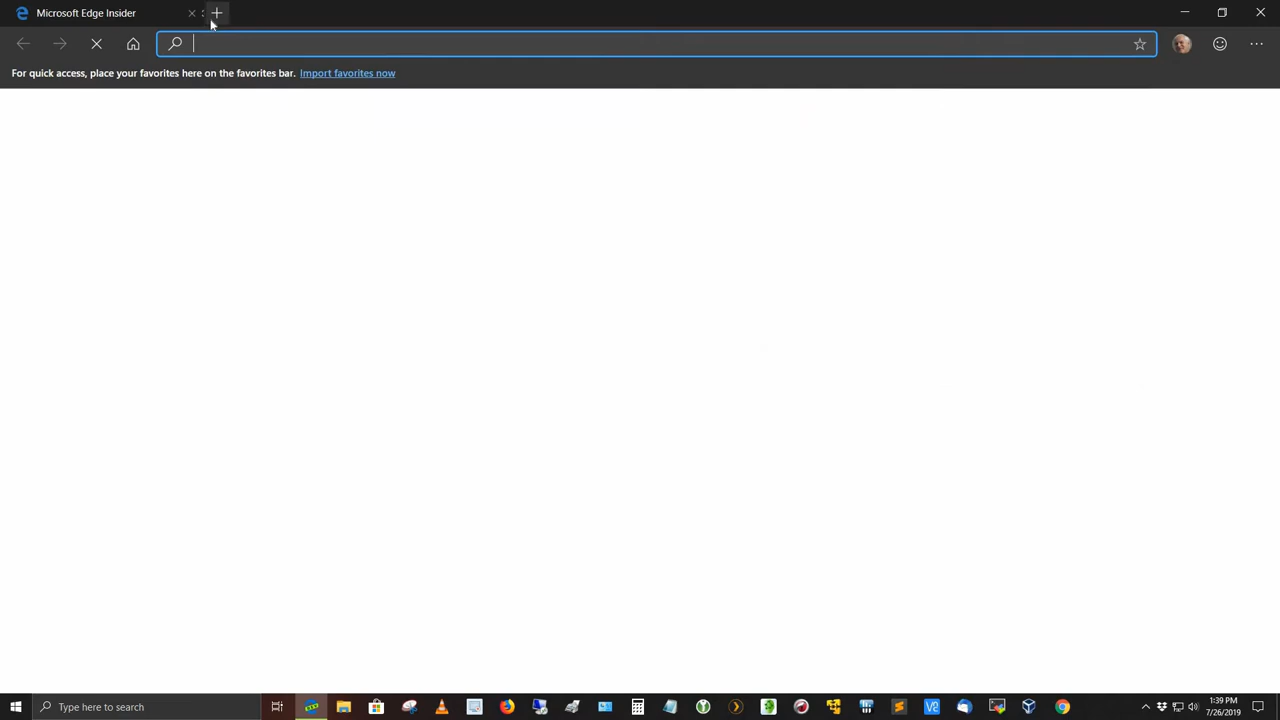 Microsoft Edge Insider
For quick access, place your favorites here on the favorites bar. Import favorites now
Type here to search
1:39 PM
7/26/2019